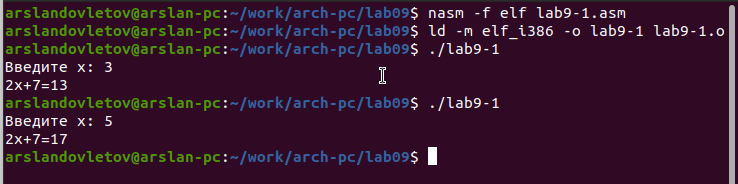 arslandovletov@arslan-pc:~/work/arch-pc/lab09$ nasm -f elf lab9-1.asm
arslandovletov@arslan-pc:~/work/arch-pc/lab09$ ld -m elf_i386 -o lab9-1 lab9-1.o
arslandovletov@arslan-pc:~/work/arch-pc/lab09$ ./lab9-1
Введите x: 3
2x+7=13
arslandovletov@arslan-pc:~/work/arch-pc/lab09$ ./lab9-1
Введите x: 5
2x+7=17
arslandovletov@arslan-pc:~/work/arch-pc/lab09$